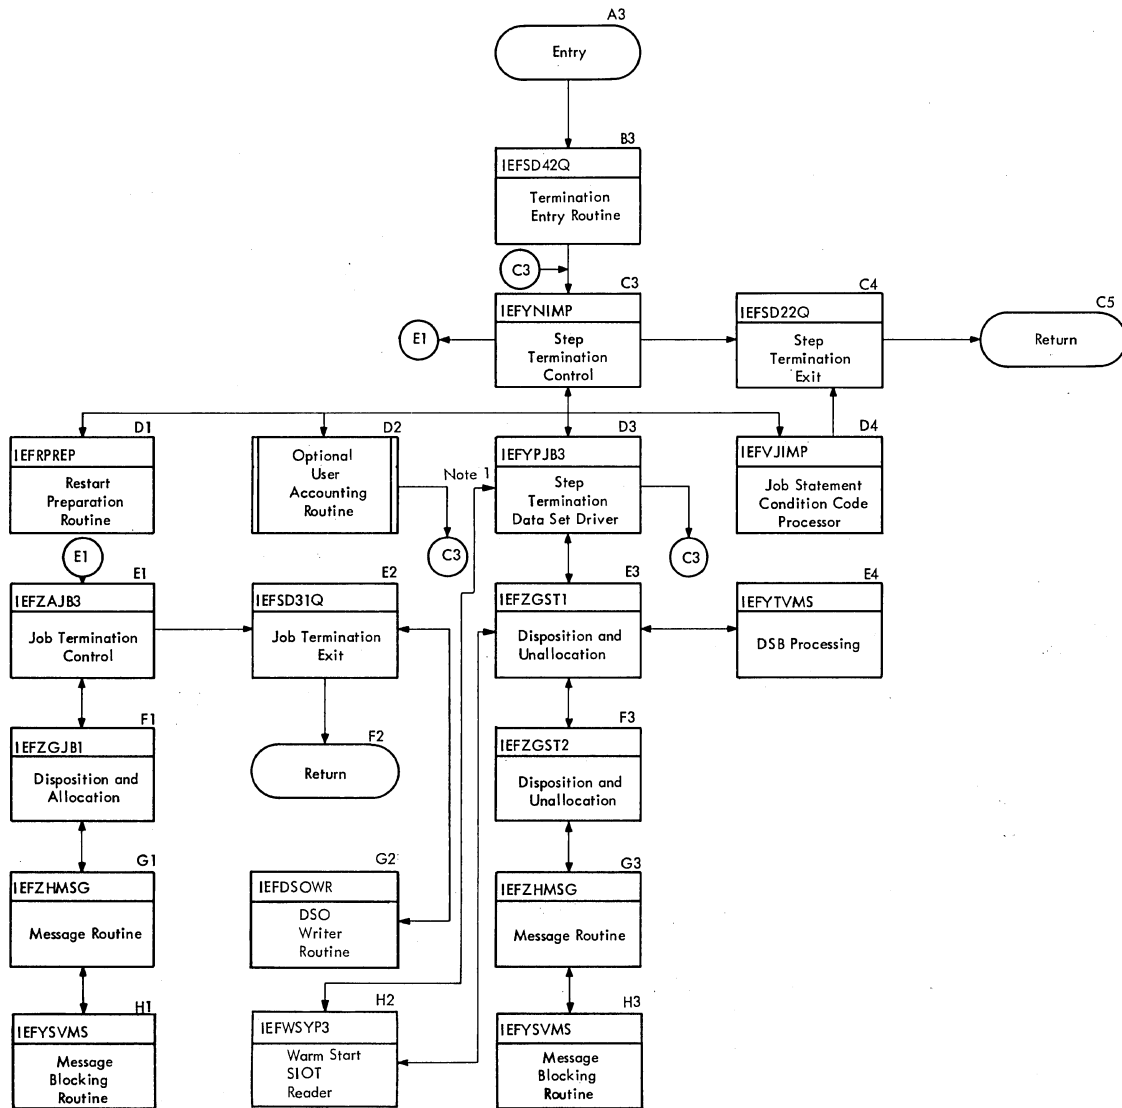 A3
Entry
B3
IEFSD42Q
Termination
Entry Routine
C3
C3
IEFYNIMP
Step
Termination
Control
E1
C4
IEFSD22Q
Step
Termination
Exit
C5
Return
D1
IEFRPREP
Restart
Preparation
Routine
D2
Optional
User
Accounting
Routine
C3
Note 1
D3
IEFYPJB3
Step
Termination
Data Set Driver
C3
D4
IEFVJIMP
Job Statement
Condition Code
Processor
E1
E1
IEFZAJB3
Job Termination
Control
E2
IEFSD31Q
Job Termination
Exit
E3
IEFZGST1
Disposition and
Unallocation
E4
IEFYTVMS
DSB Processing
F1
IEFZGJB1
Disposition and
Allocation
F2
Return
F3
IEFZGST2
Disposition and
Unallocation
G1
IEFZHMSG
Message Routine
G2
IEFDSOWR
DSO
Writer
Routine
G3
IEFZHMSG
Message Routine
H1
IEFYSVMS
Message
Blocking
Routine
H2
IEFWSYP3
Warm Start
SIOT
Reader
H3
IEFYSVMS
Message
Blocking
Routine